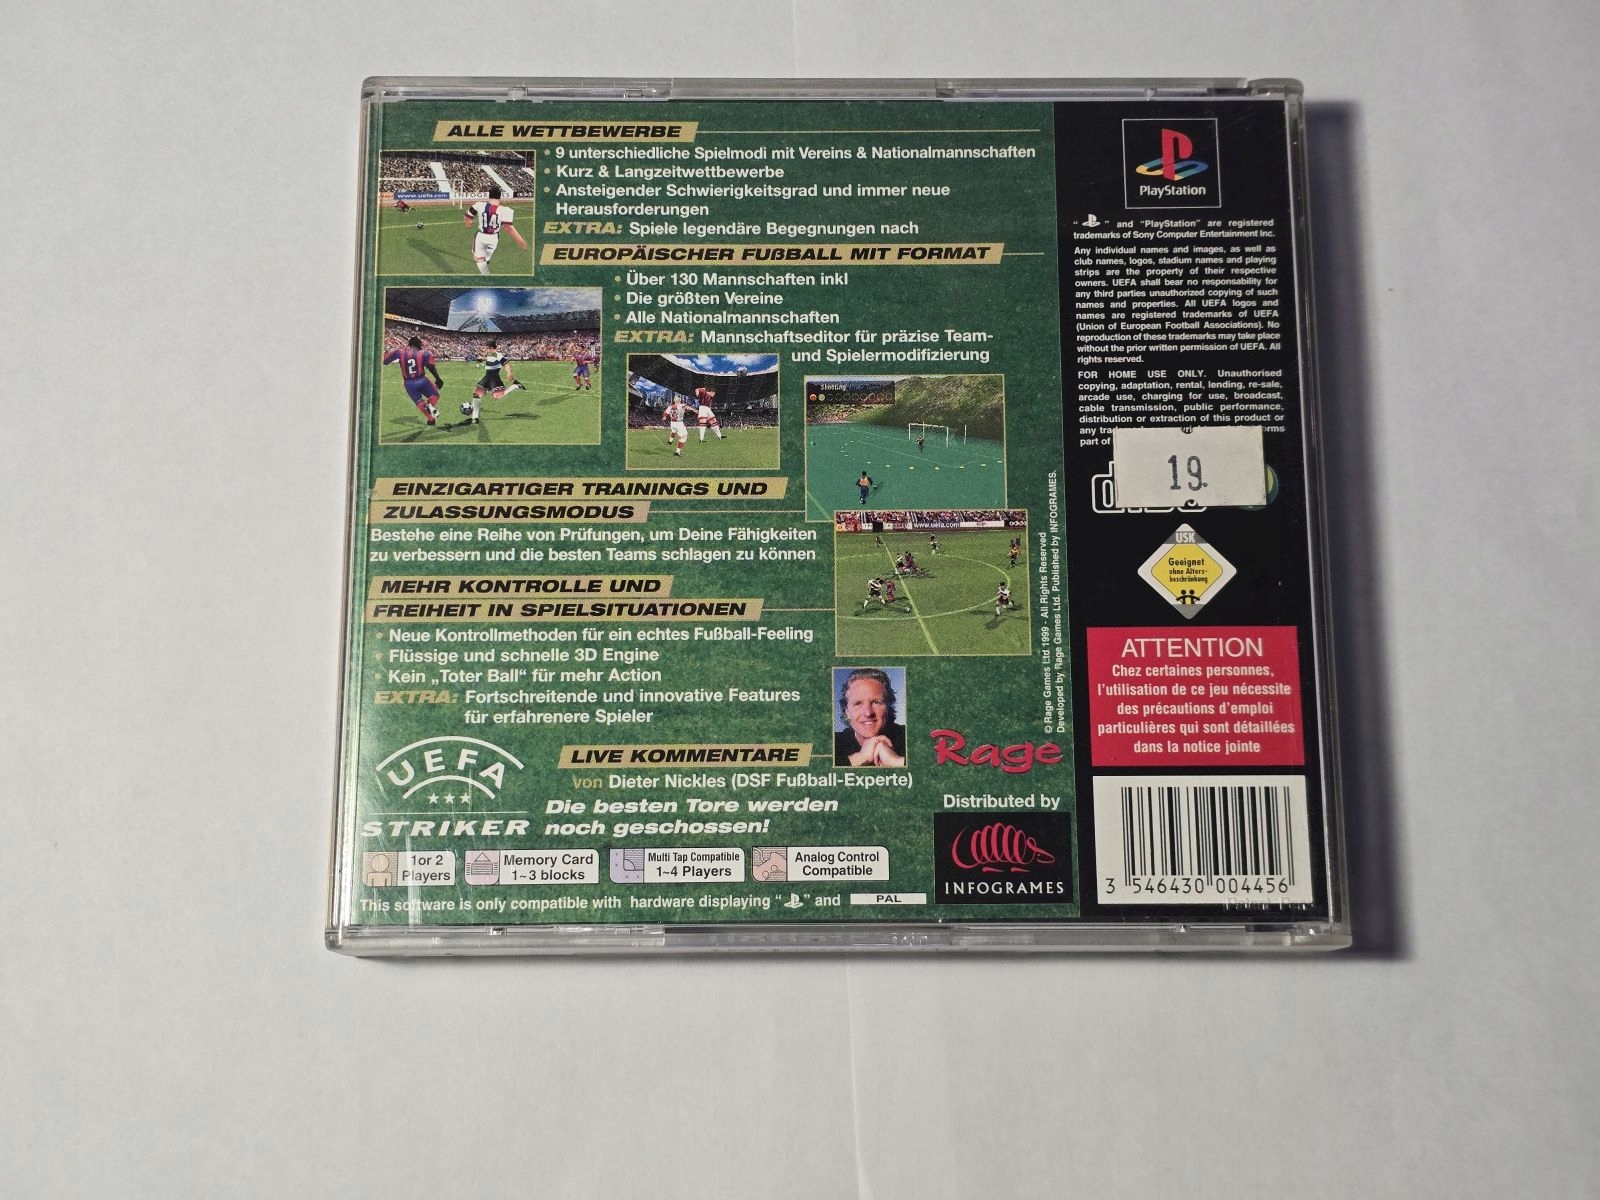 ALLE WETTBEWERBE
• 9 unterschiedliche Spielmodi mit Vereins & Nationalmannschaften
• Kurz & Langzeitwettbewerbe
• Ansteigender Schwierigkeitsgrad und immer neue
Herausforderungen
EXTRA: Spiele legendäre Begegnungen nach
EUROPÄISCHER FUßBALL MIT FORMAT
• Über 130 Mannschaften inkl
• Die größten Vereine
• Alle Nationalmannschaften
EXTRA: Mannschaftseditor für präzise Team-
und Spielermodifizierung
www.uefa.com
14
2
Shooting
EINZIGARTIGER TRAININGS UND
ZULASSUNGSMODUS
Bestehe eine Reihe von Prüfungen, um Deine Fähigkeiten
zu verbessern und die besten Teams schlagen zu können
www.uefa.com
adidas
MEHR KONTROLLE UND
FREIHEIT IN SPIELSITUATIONEN
• Neue Kontrollmethoden für ein echtes Fußball-Feeling
• Flüssige und schnelle 3D Engine
• Kein „Toter Ball“ für mehr Action
EXTRA: Fortschreitende und innovative Features
für erfahrenere Spieler
LIVE KOMMENTARE
von Dieter Nickles (DSF Fußball-Experte)
UEFA
STRIKER
Die besten Tore werden
noch geschossen!
1or 2
Players
Memory Card
1~3 blocks
Multi Tap Compatible
1~4 Players
Analog Control
Compatible
This software is only compatible with hardware displaying “ ” and PAL
© Rage Games Ltd 1999 - All Rights Reserved
Developed by Rage Games Ltd. Published by INFOGRAMES.
Rage
Distributed by
INFOGRAMES
PlayStation
“ ” and “PlayStation” are registered
trademarks of Sony Computer Entertainment Inc.
Any individual names and images, as well as
club names, logos, stadium names and playing
strips are the property of their respective
owners. UEFA shall bear no responsability for
any third parties unauthorized copying of such
names and properties. All UEFA logos and
names are registered trademarks of UEFA
(Union of European Football Associations). No
reproduction of these trademarks may take place
without the prior written permission of UEFA. All
rights reserved.
FOR HOME USE ONLY. Unauthorised
copying, adaptation, rental, lending, re-sale,
arcade use, charging for use, broadcast,
cable transmission, public performance,
distribution or extraction of this product or
any
part of
19.
USK
Geeignet
ohne Alters-
beschränkung
ATTENTION
Chez certaines personnes,
l'utilisation de ce jeu nécessite
des précautions d'emploi
particulières qui sont détaillées
dans la notice jointe
3 546430 004456